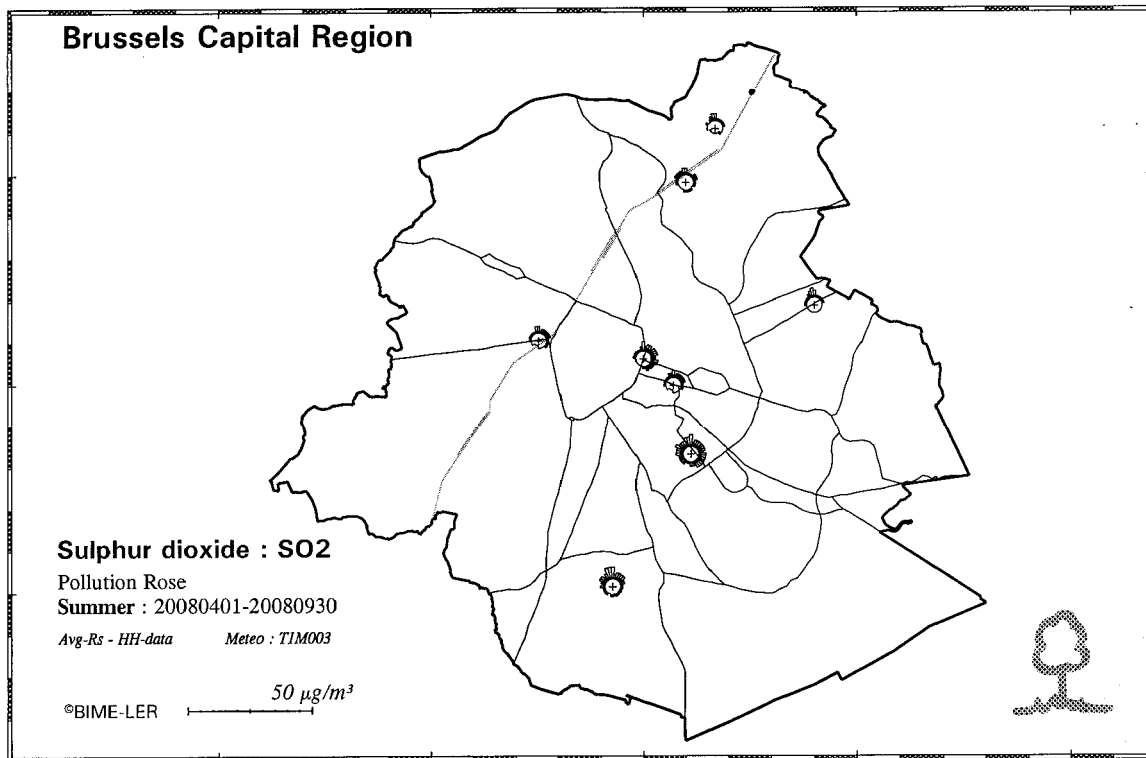 Brussels Capital Region
Sulphur dioxide : SO2
Pollution Rose
Summer : 20080401-20080930
Avg-Rs - HH-data Meteo : TIM003
50 µg/m³
©BIME-LER